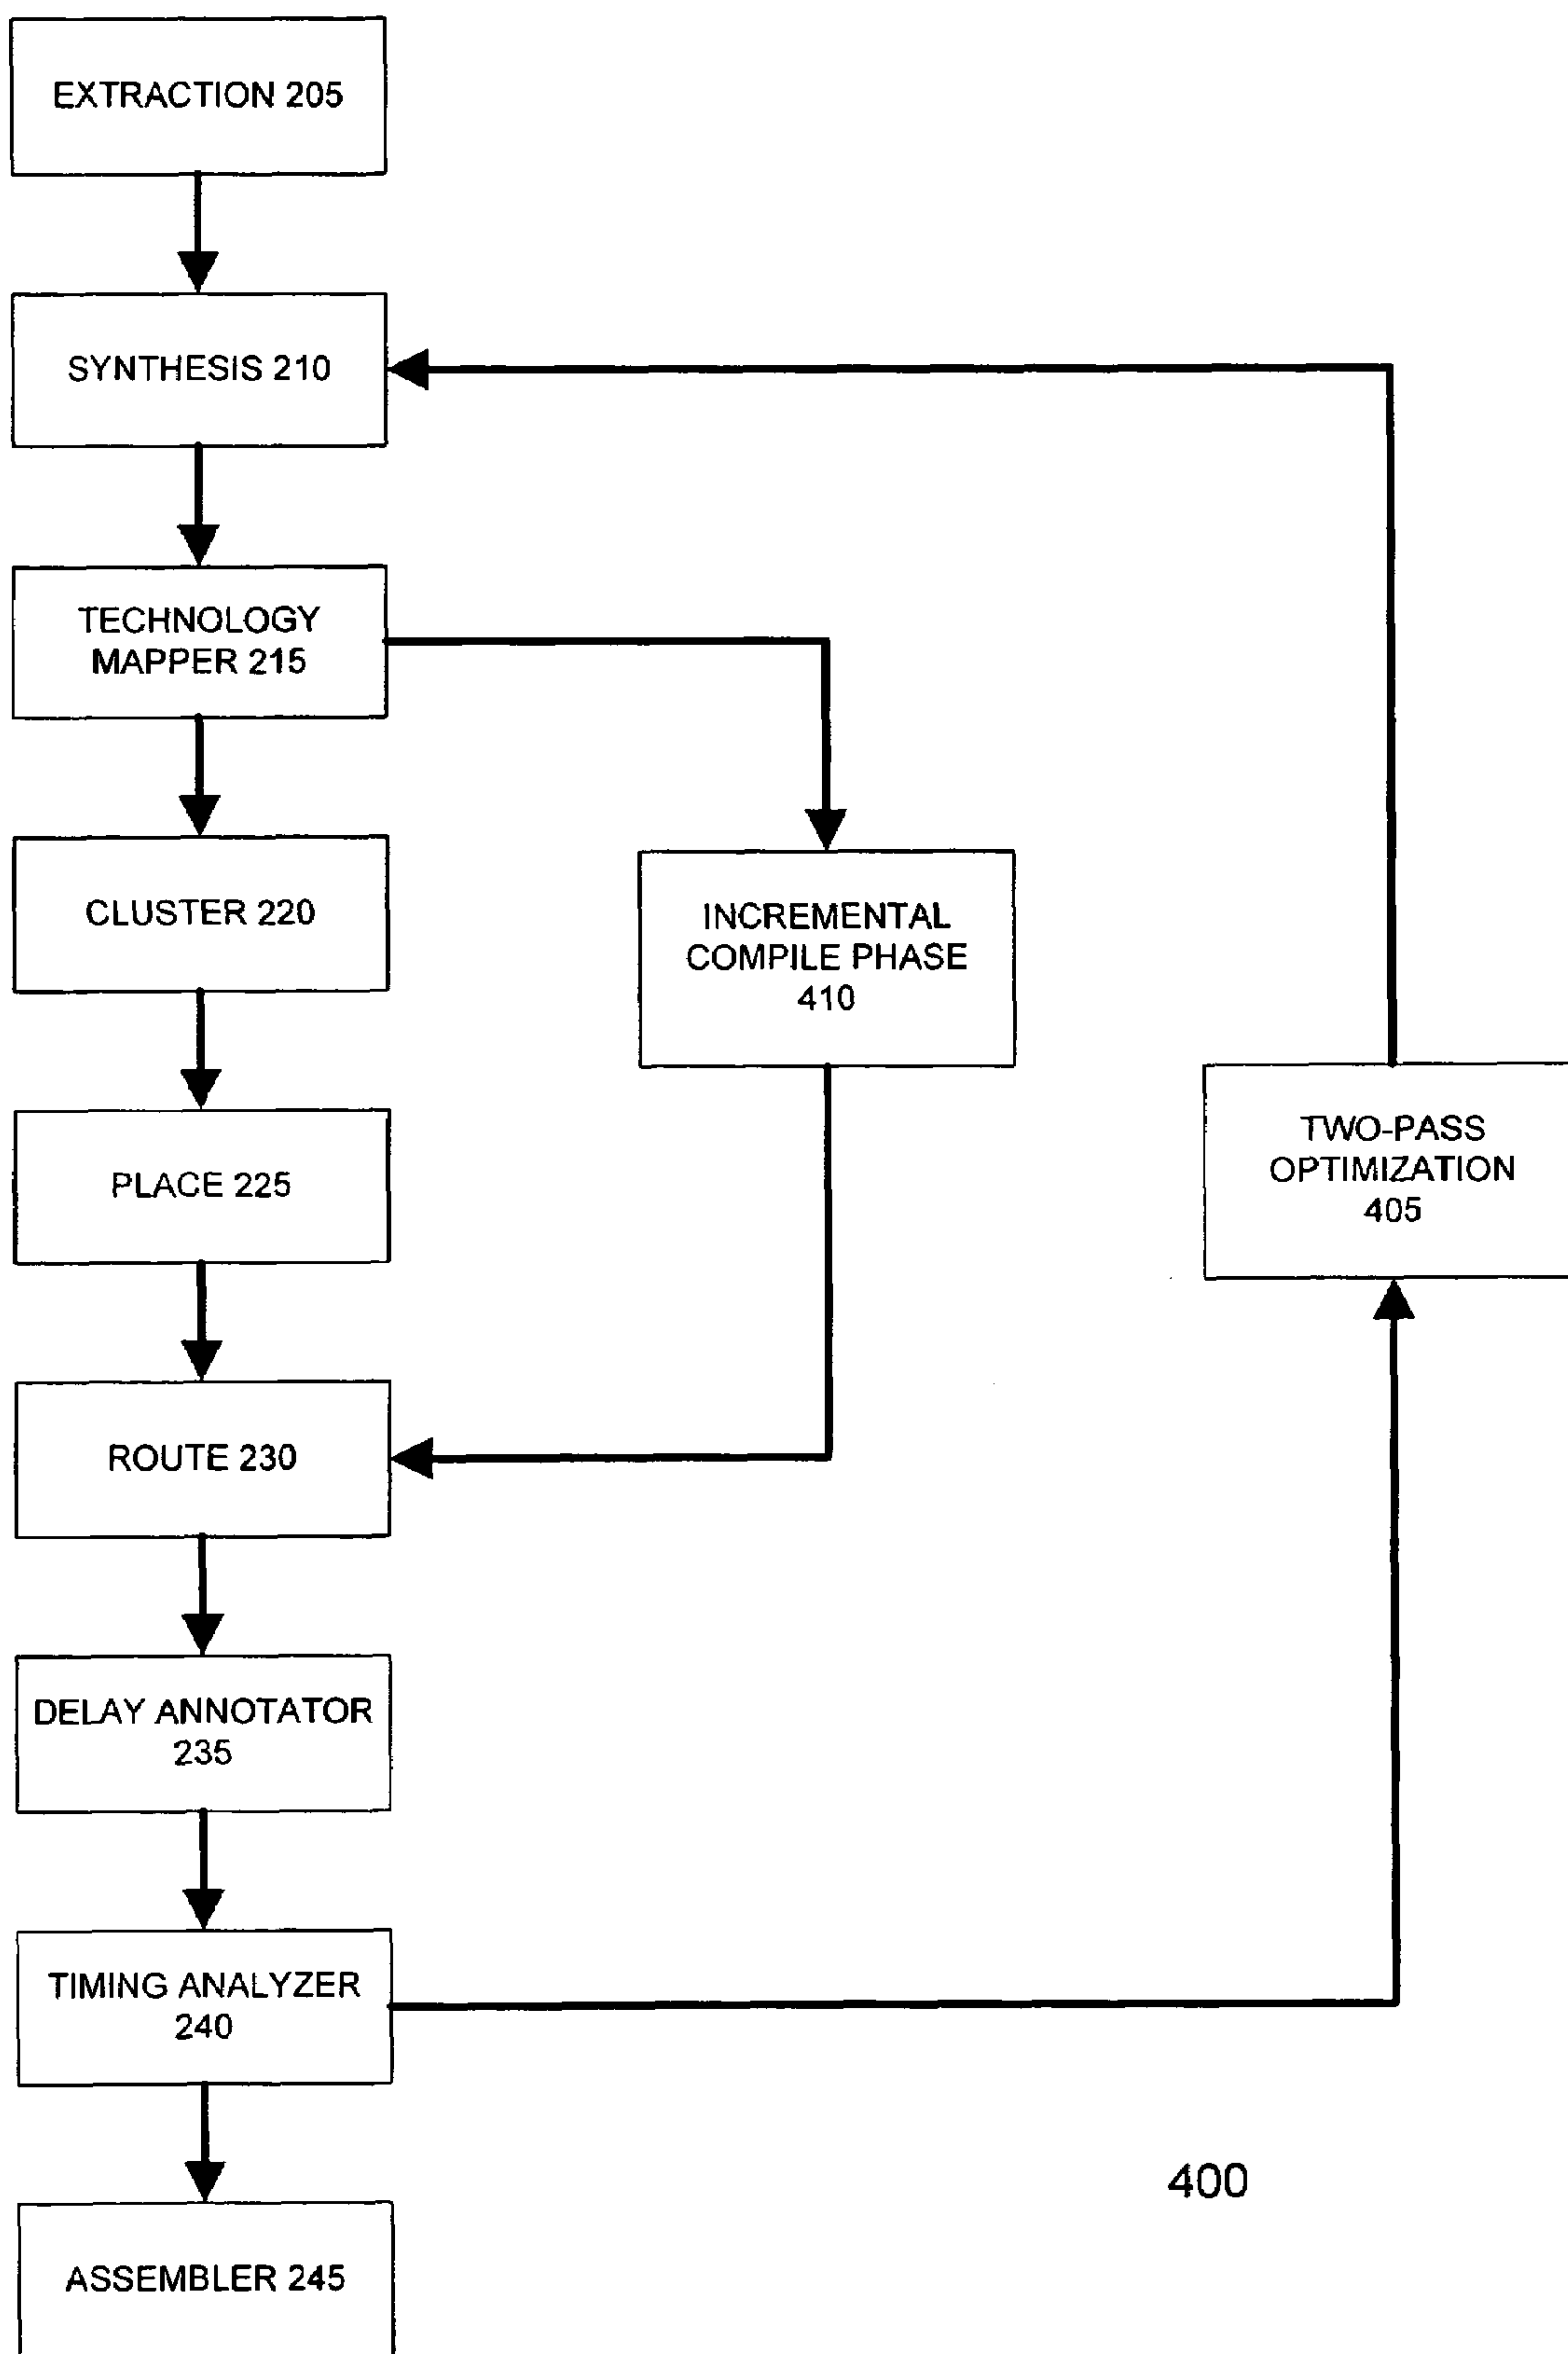 EXTRACTION 205
SYNTHESIS 210
TECHNOLOGY
MAPPER 215
CLUSTER 220
INCREMENTAL
COMPILE PHASE
410
TWO-PASS
OPTIMIZATION
405
PLACE 225
ROUTE 230
DELAY ANNOTATOR
235
TIMING ANALYZER
240
400
ASSEMBLER 245